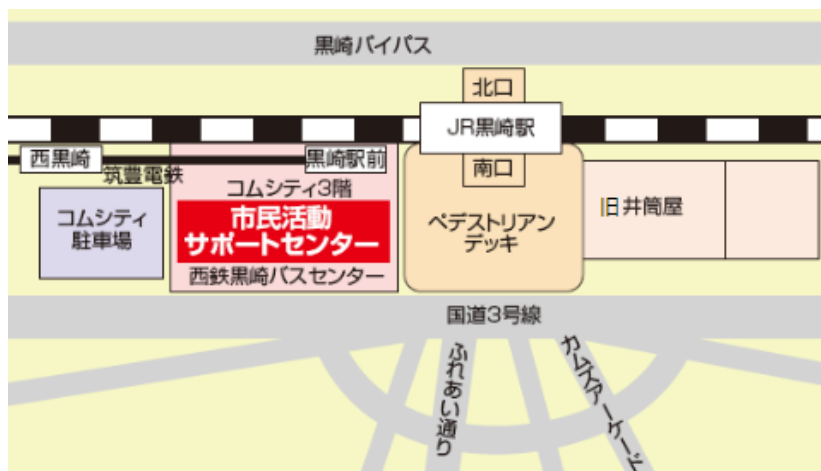 黒崎バイパス
北口
JR黒崎駅
南口
西黒崎
黒崎駅前
筑豊電鉄
コムシティ
駐車場
コムシティ3階
市民活動
サポートセンター
西鉄黒崎バスセンター
ペデストリアン
デッキ
旧井筒屋
国道3号線
ふれあい通り
カムズアーケード